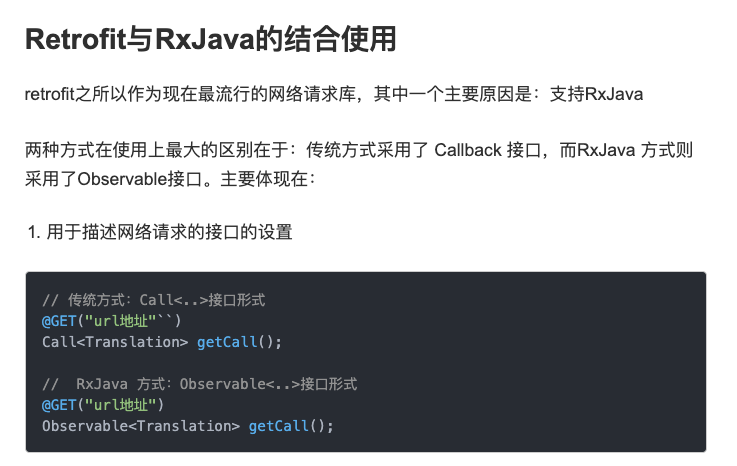 Retrofit与RxJava的结合使用
retrofit之所以作为现在最流行的网络请求库，其中一个主要原因是：支持RxJava
两种方式在使用上最大的区别在于：传统方式采用了 Callback 接口，而RxJava 方式则
采用了Observable接口。主要体现在：
1. 用于描述网络请求的接口的设置
// 传统方式：Call<..>接口形式
@GET("url地址"``)
Call<Translation> getCall();
//  RxJava 方式：Observable<..>接口形式
@GET("url地址")
Observable<Translation> getCall();